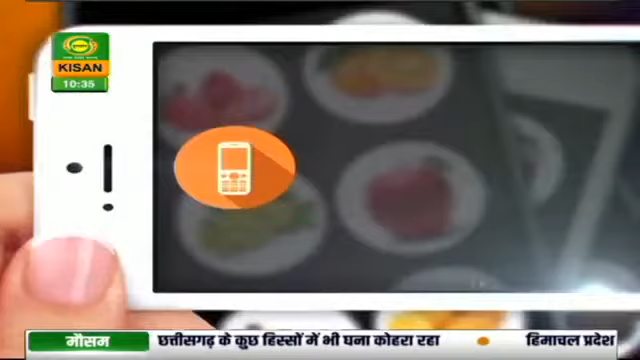 KISAN
10:35
मौसम छत्तीसगढ़ के कुछ हिस्सों में भी घना कोहरा रहा हिमाचल प्रदेश